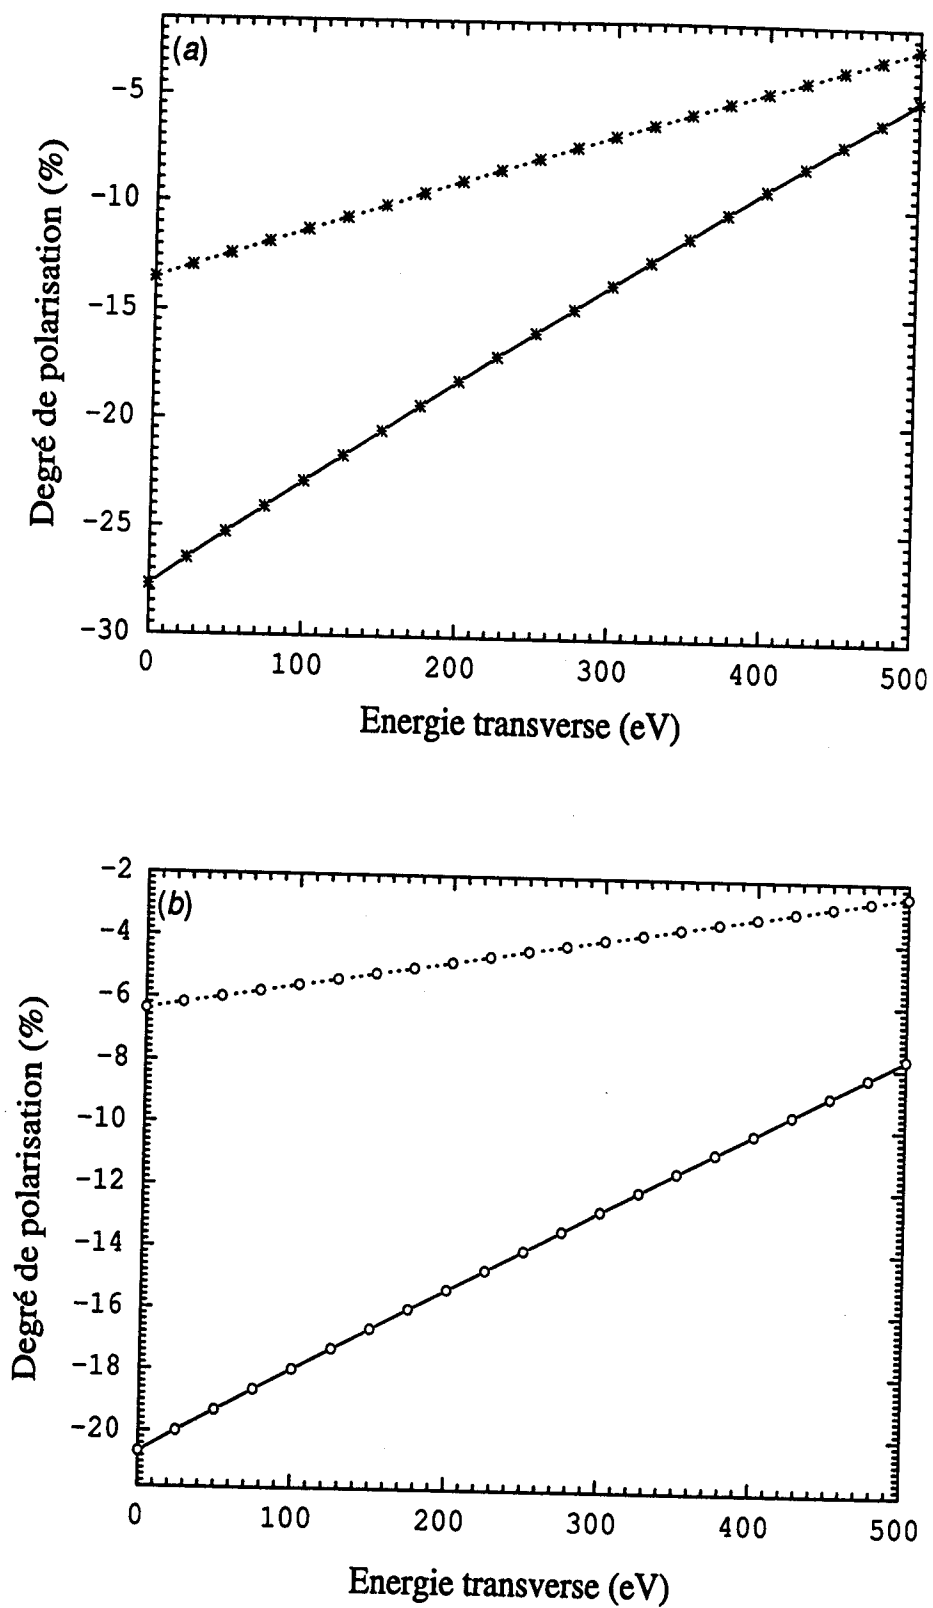 (a)
-5
-10
-15
-20
-25
-30
0 100 200 300 400 500
Degré de polarisation (%)
Energie transverse (eV)
(b)
-2
-4
-6
-8
-10
-12
-14
-16
-18
-20
0 100 200 300 400 500
Degré de polarisation (%)
Energie transverse (eV)